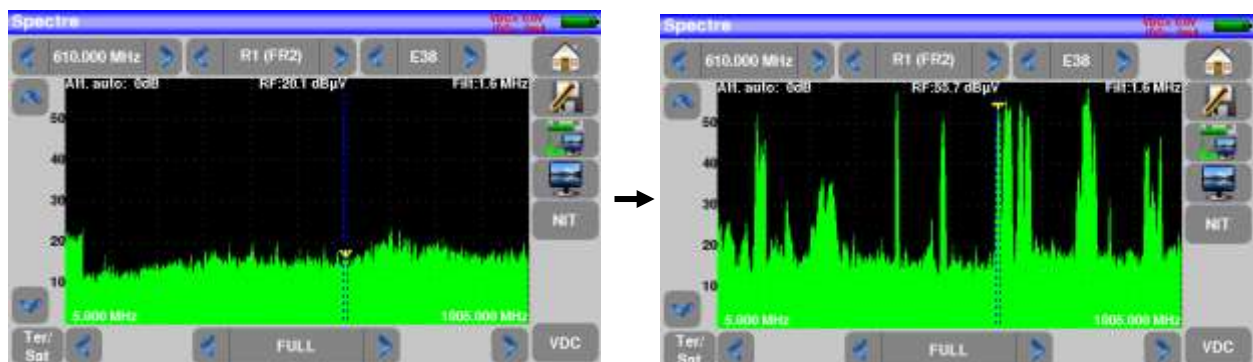 Spectre
610.000 MHz R1 (FR2) E38
Att. auto: 0dB RF:20.1 dBµV Filt:1.6 MHz
50
40
30
20
10
5.000 MHz 1005.000 MHz
NIT
Ter/
Sat
FULL
VDC
Spectre
610.000 MHz R1 (FR2) E38
Att. auto: 0dB RF:55.7 dBµV Filt:1.6 MHz
50
40
30
20
10
5.000 MHz 1005.000 MHz
NIT
Ter/
Sat
FULL
VDC